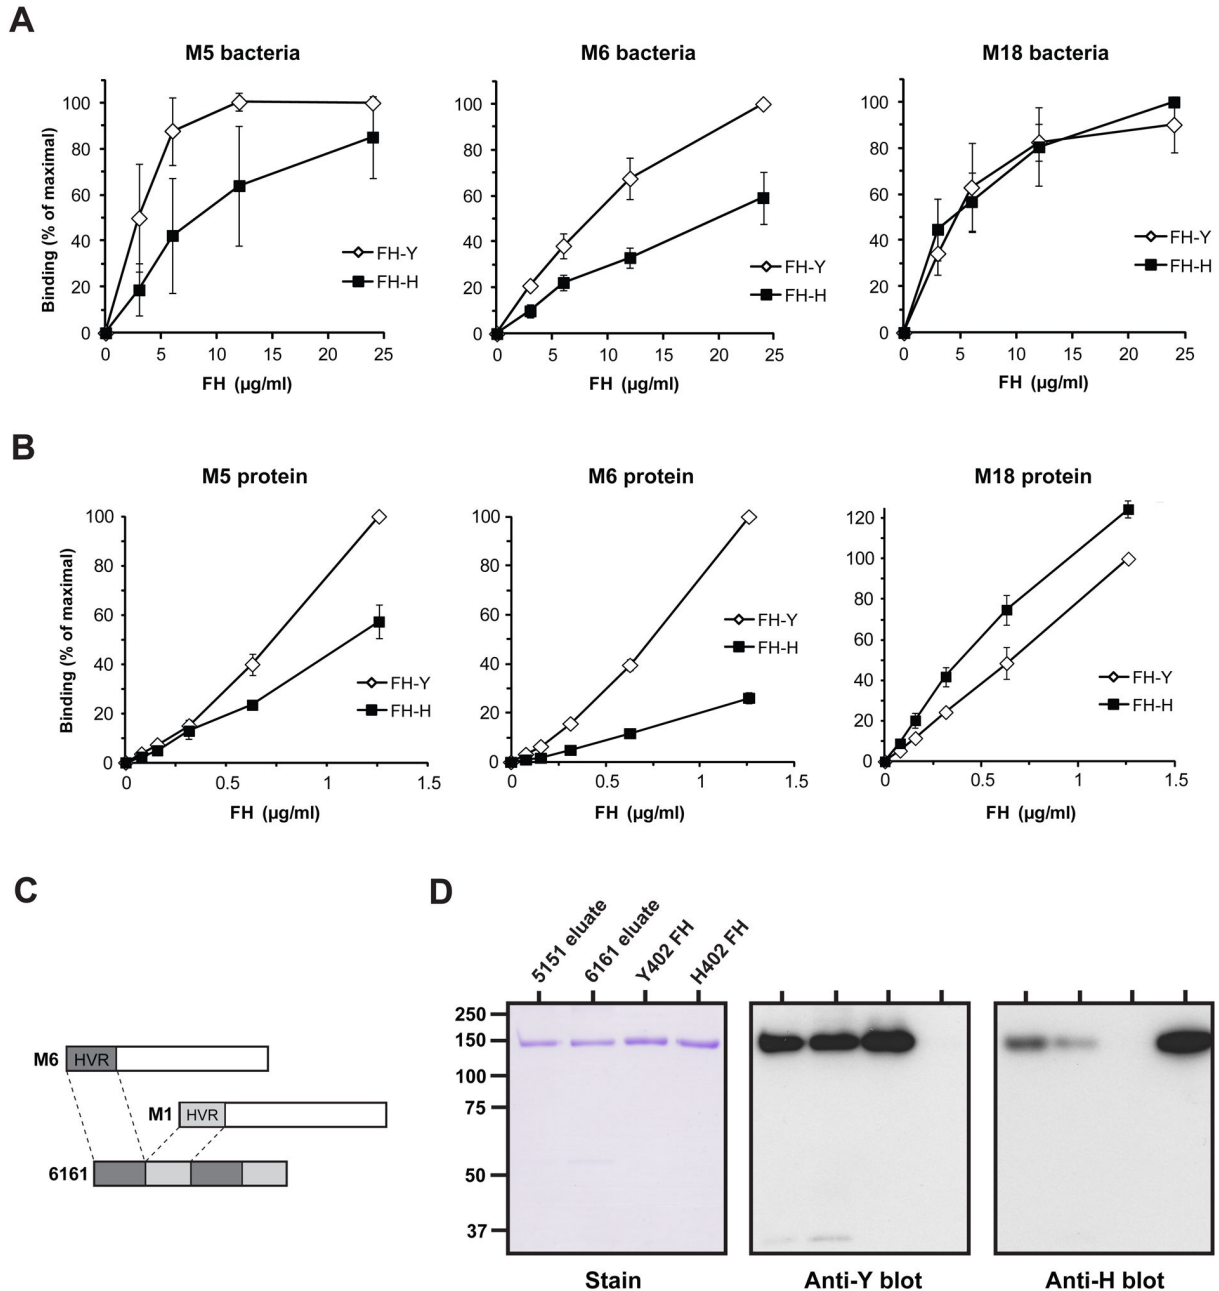 A
M5 bacteria
M6 bacteria
M18 bacteria
Binding (% of maximal)
100
80
60
40
20
0
0 5 10 15 20 25
FH (µg/ml)
FH-Y
FH-H
100
80
60
40
20
0
0 5 10 15 20 25
FH (µg/ml)
FH-Y
FH-H
100
80
60
40
20
0
0 5 10 15 20 25
FH (µg/ml)
FH-Y
FH-H
B
M5 protein
M6 protein
M18 protein
Binding (% of maximal)
100
80
60
40
20
0
0 0.5 1 1.5
FH (µg/ml)
FH-Y
FH-H
100
80
60
40
20
0
0 0.5 1 1.5
FH (µg/ml)
FH-Y
FH-H
120
100
80
60
40
20
0
0 0.5 1 1.5
FH (µg/ml)
FH-Y
FH-H
C
M6 HVR
M1 HVR
6161
D
5151 eluate
6161 eluate
Y402 FH
H402 FH
250
150
100
75
50
37
Stain
Anti-Y blot
Anti-H blot